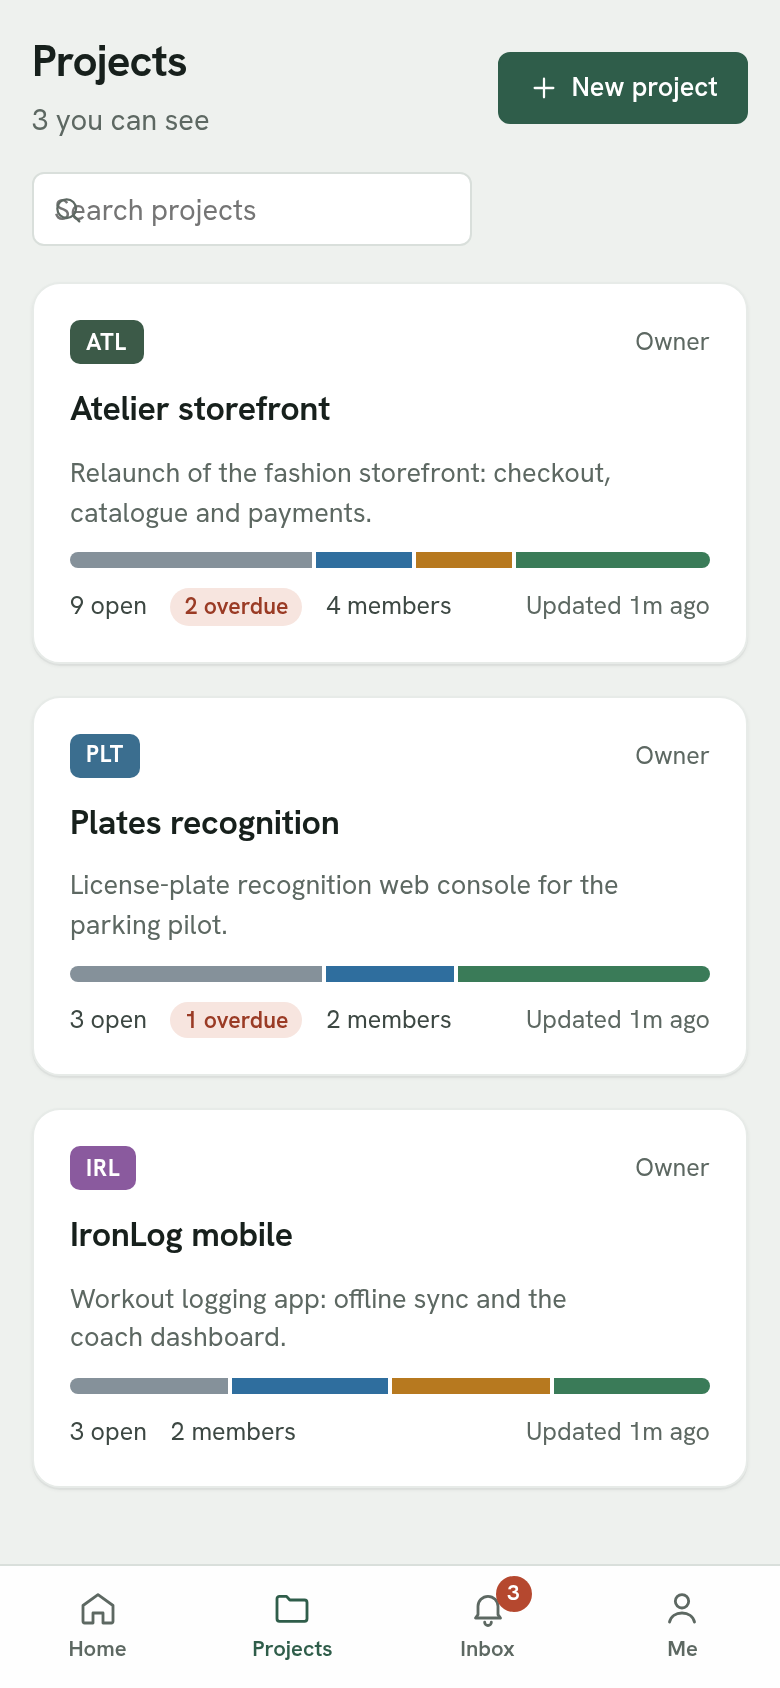 Projects
3 you can see
New project
Search projects
ATL
Owner
Atelier storefront
Relaunch of the fashion storefront: checkout,
catalogue and payments.
9 open 2 overdue 4 members Updated 1m ago
PLT
Owner
Plates recognition
License-plate recognition web console for the
parking pilot.
3 open 1 overdue 2 members Updated 1m ago
IRL
Owner
IronLog mobile
Workout logging app: offline sync and the
coach dashboard.
3 open 2 members Updated 1m ago
3
Home Projects Inbox Me